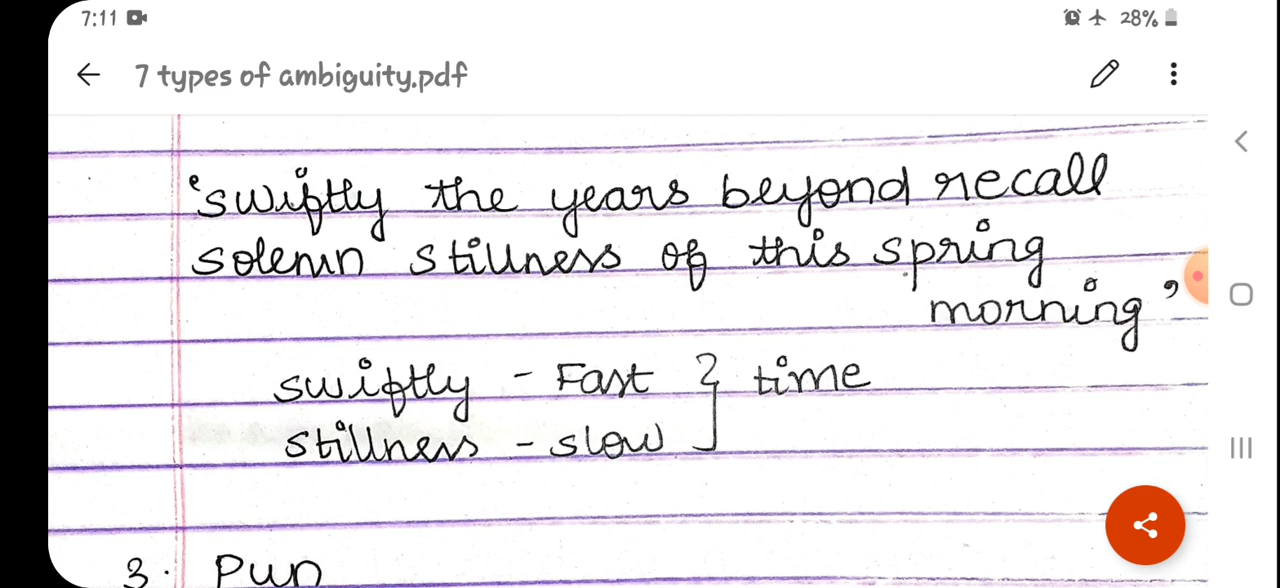 7:11 28%
7 types of ambiguity.pdf
'swiftly the years beyond recall
solemn stillness of this spring
morning'
swiftly - Fast } time
stillness - slow
3. Pun